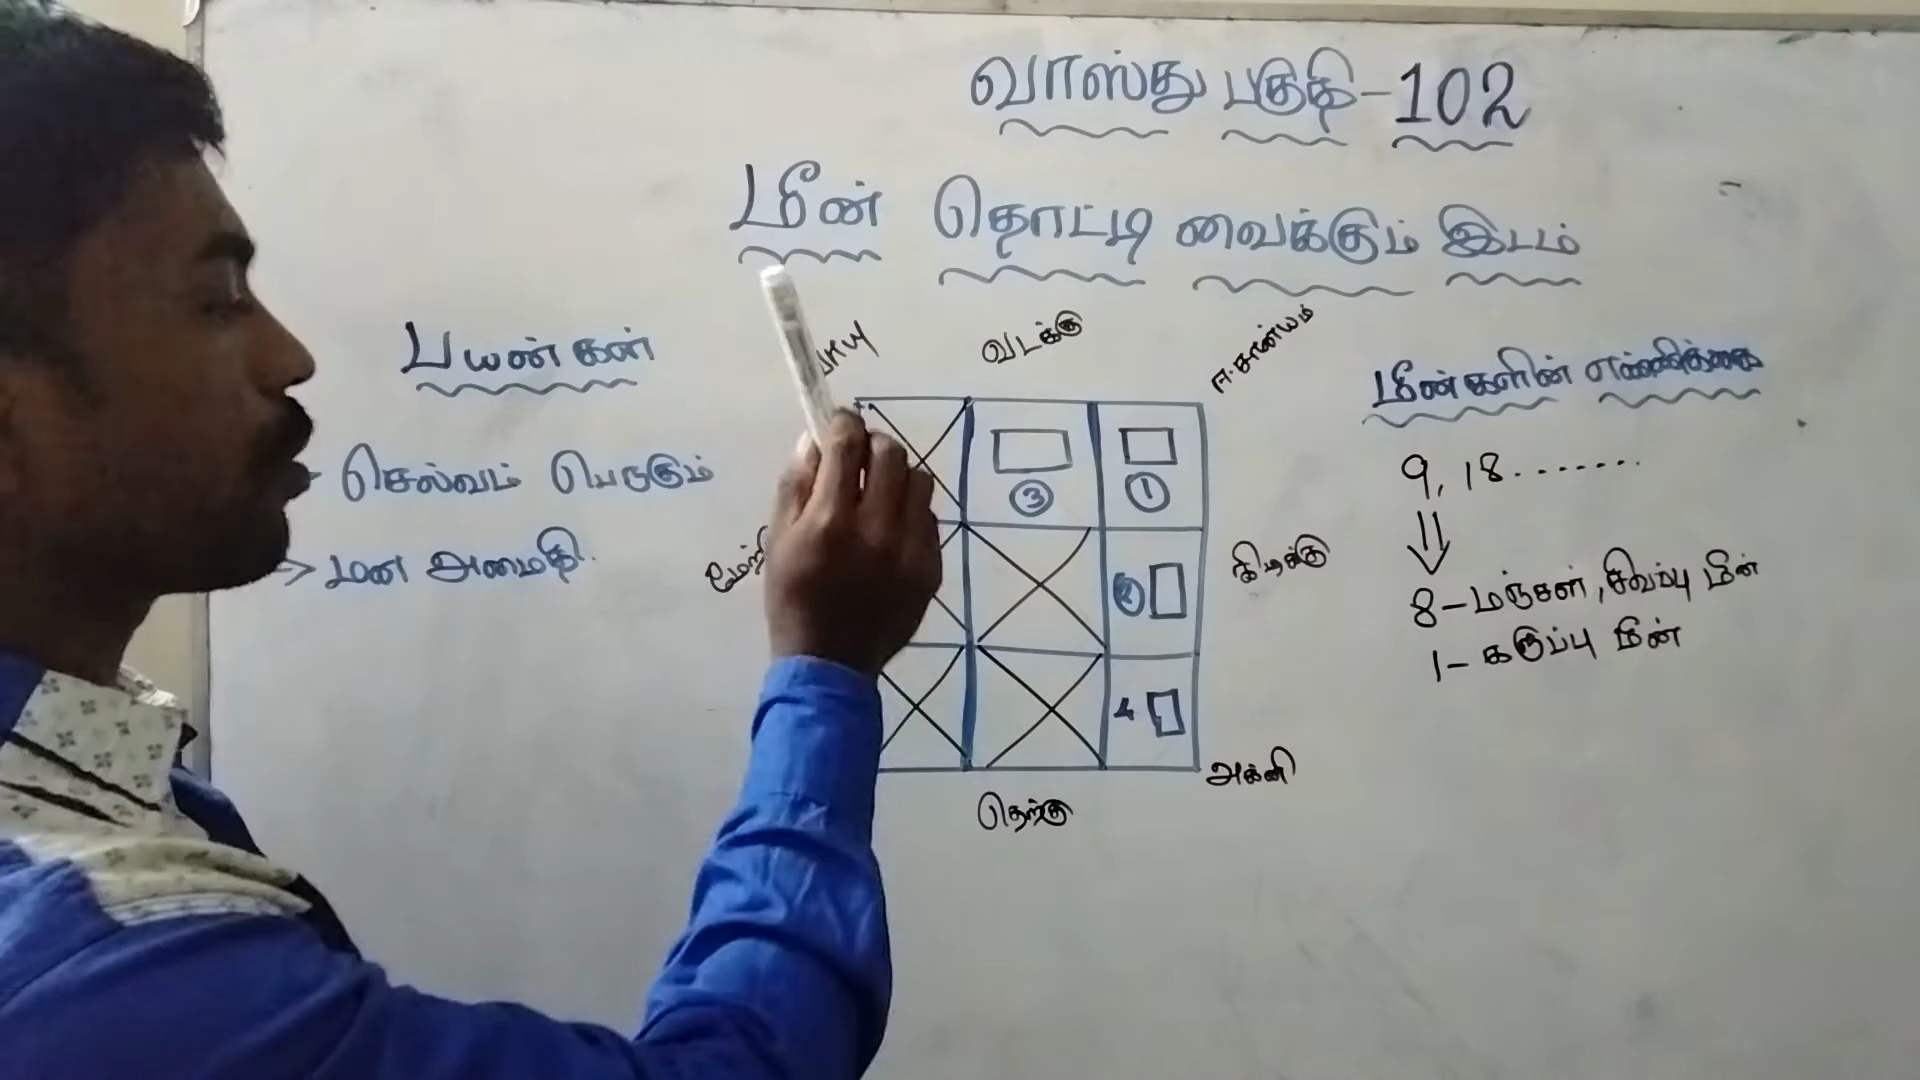 வாஸ்து பகுதி-102
மீன் தொட்டி வைக்கும் இடம்
பயண்கள்
செல்வம் பெருகும்
மன அமைதி.
வடக்கு
ஈசான்யம்
3
1
கிழக்கு
2
4
அக்னி
தெற்கு
மீன்களின் எண்ணிக்கை
9, 18.......
8-மஞ்சள், சிவப்பு மீன்
1-கருப்பு மீன்